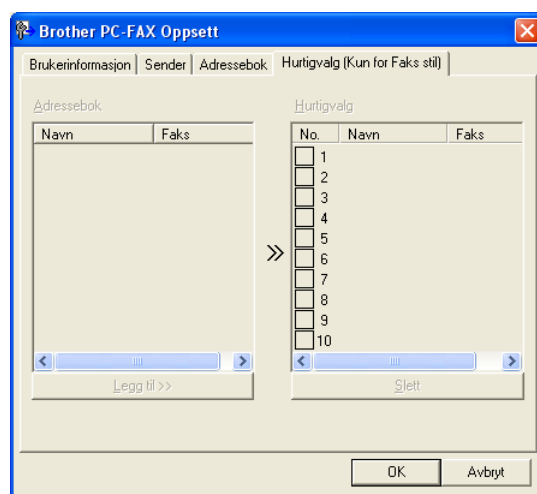 Brother PC-FAX Oppsett
Brukerinformasjon Sender Adressebok Hurtigvalg (Kun for Faks stil)
Adressebok Hurtigvalg
Navn Faks No. Navn Faks
1
2
3
4
5
6
7
8
9
10
Legg til >> Slett
OK Avbryt